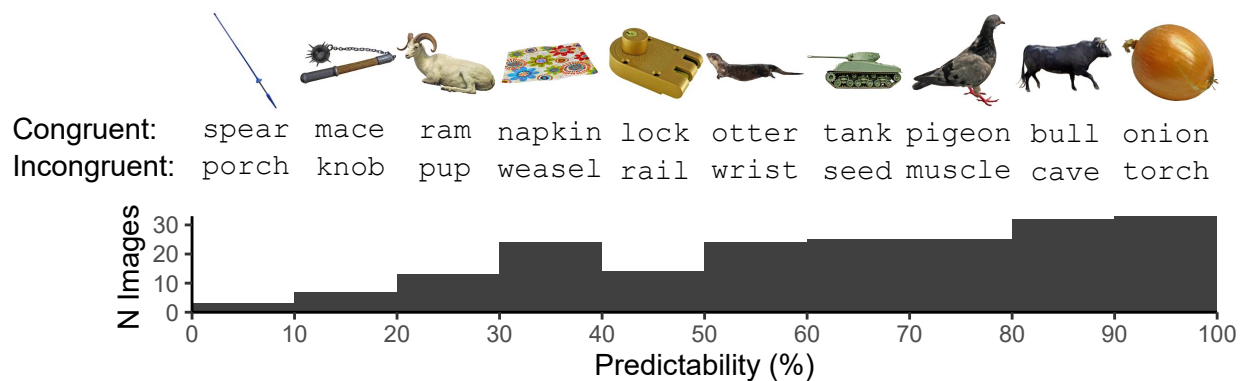 Congruent: spear mace ram napkin lock otter tank pigeon bull onion
Incongruent: porch knob pup weasel rail wrist seed muscle cave torch
N Images
30
20
10
0
0 10 20 30 40 50 60 70 80 90 100
Predictability (%)